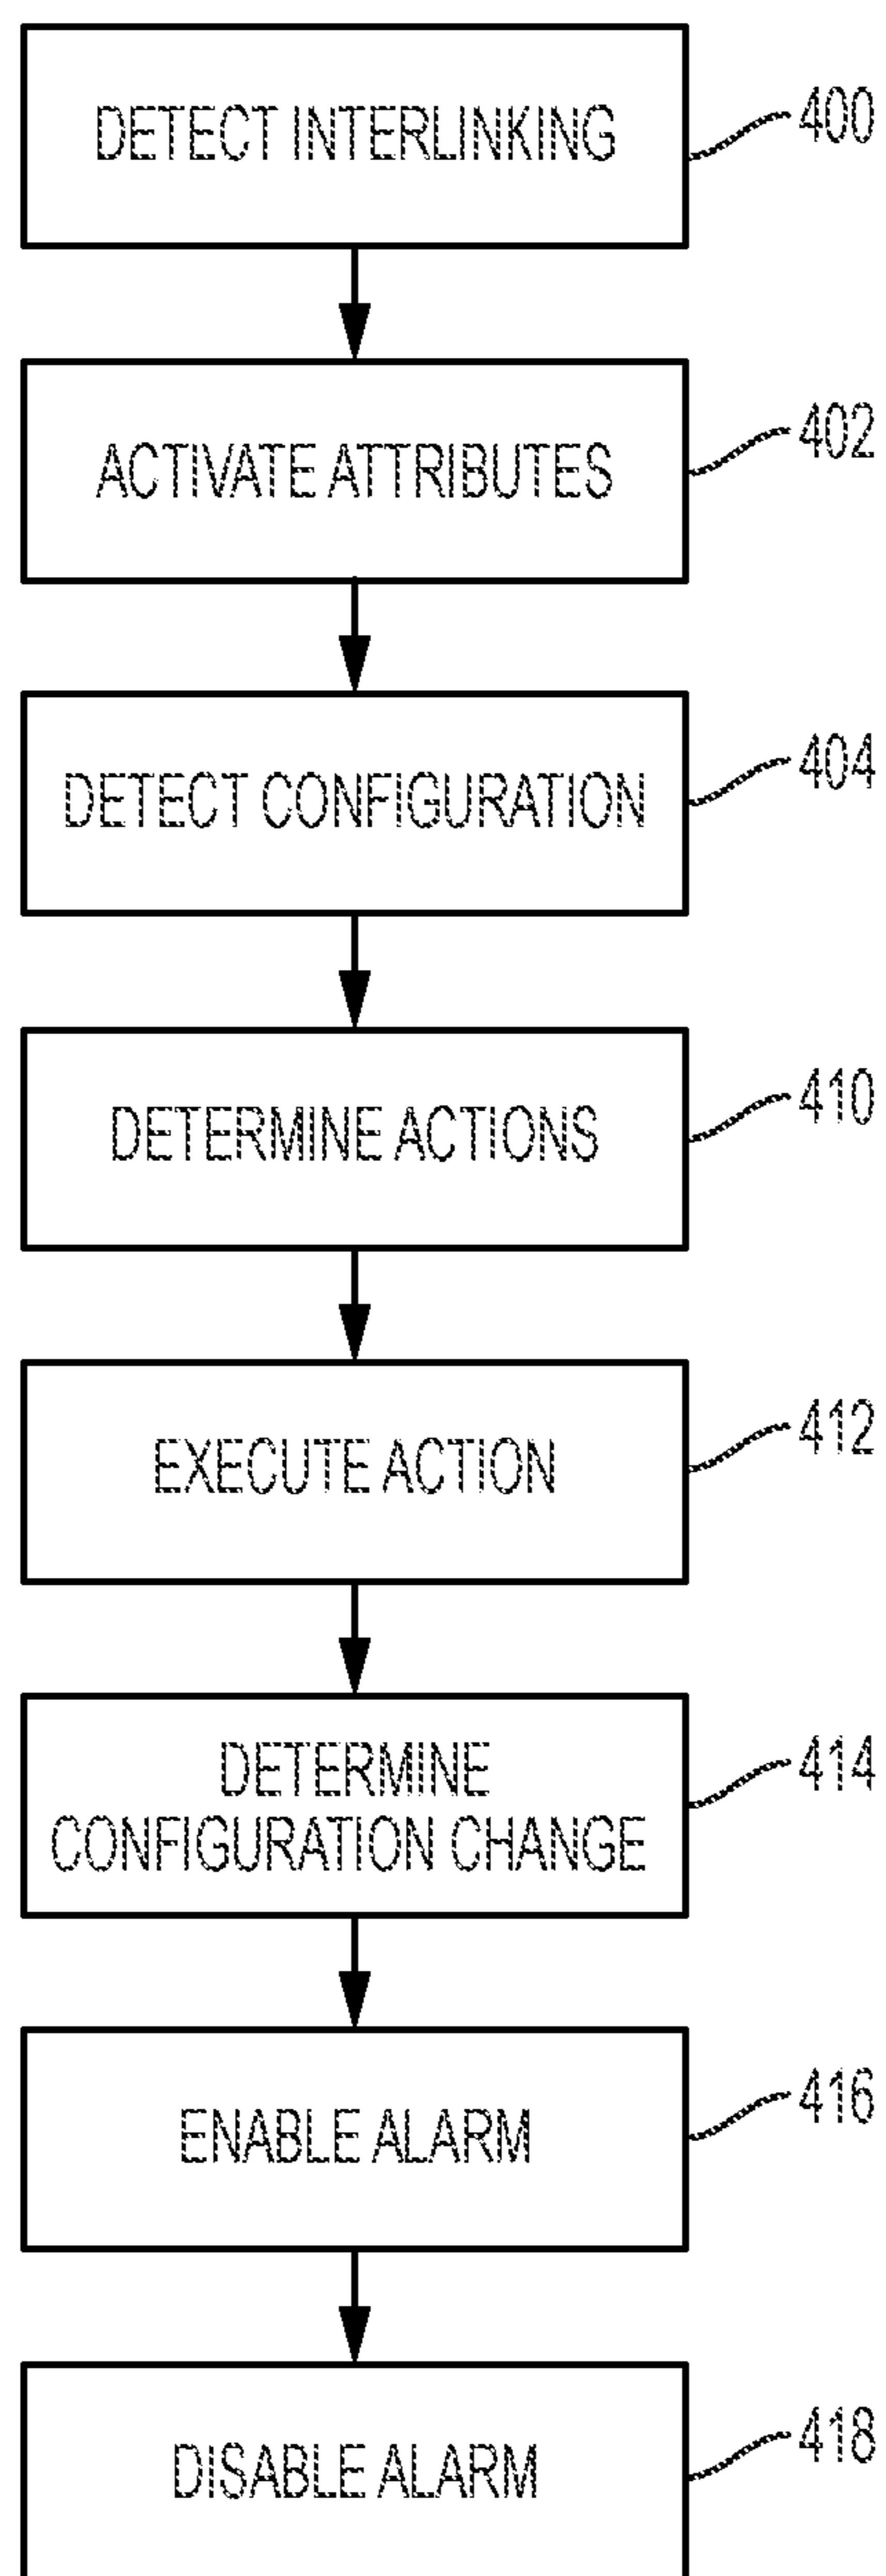 DETECT INTERLINKING
400
ACTIVATE ATTRIBUTES
402
DETECT CONFIGURATION
404
DETERMINE ACTIONS
410
EXECUTE ACTION
412
DETERMINE
CONFIGURATION CHANGE
414
ENABLE ALARM
416
DISABLE ALARM
418